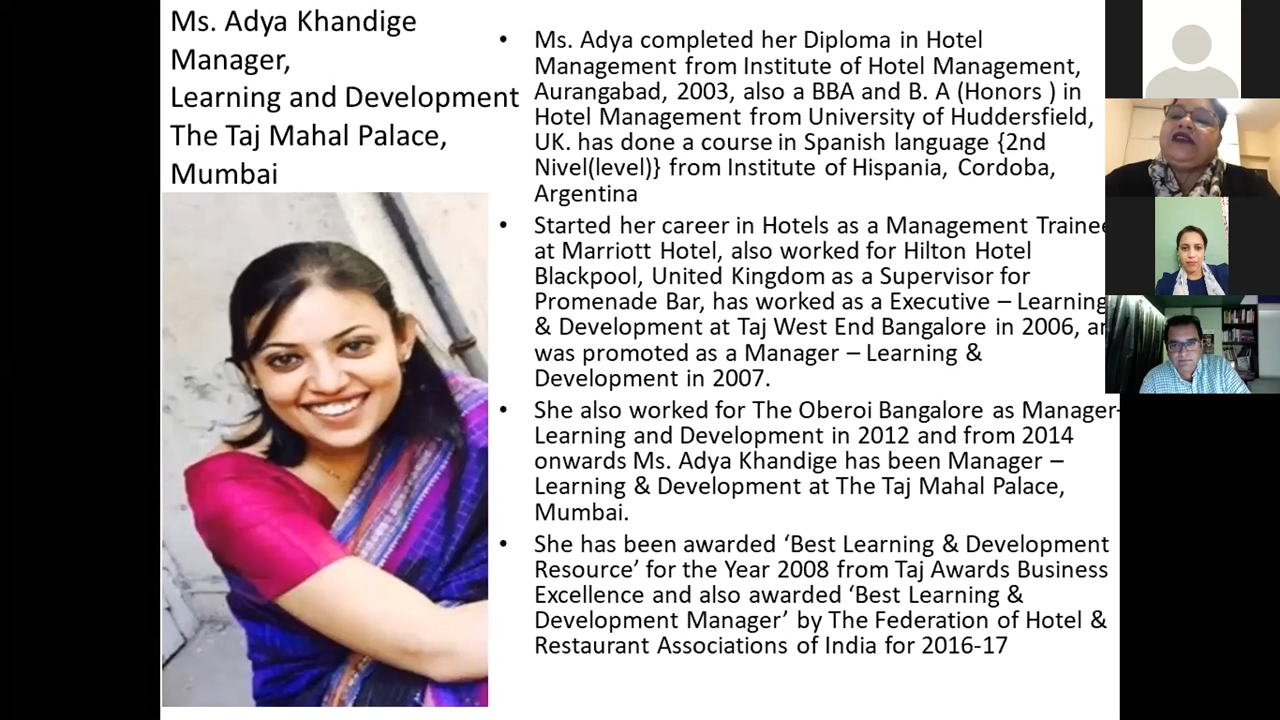 Ms. Adya Khandige
Manager,
Learning and Development
The Taj Mahal Palace,
Mumbai
• Ms. Adya completed her Diploma in Hotel
Management from Institute of Hotel Management,
Aurangabad, 2003, also a BBA and B. A (Honors ) in
Hotel Management from University of Huddersfield,
UK. has done a course in Spanish language {2nd
Nivel(level)} from Institute of Hispania, Cordoba,
Argentina
• Started her career in Hotels as a Management Trainee
at Marriott Hotel, also worked for Hilton Hotel
Blackpool, United Kingdom as a Supervisor for
Promenade Bar, has worked as a Executive – Learning
& Development at Taj West End Bangalore in 2006,
was promoted as a Manager – Learning &
Development in 2007.
• She also worked for The Oberoi Bangalore as Manager-
Learning and Development in 2012 and from 2014
onwards Ms. Adya Khandige has been Manager –
Learning & Development at The Taj Mahal Palace,
Mumbai.
• She has been awarded ‘Best Learning & Development
Resource’ for the Year 2008 from Taj Awards Business
Excellence and also awarded ‘Best Learning &
Development Manager’ by The Federation of Hotel &
Restaurant Associations of India for 2016-17